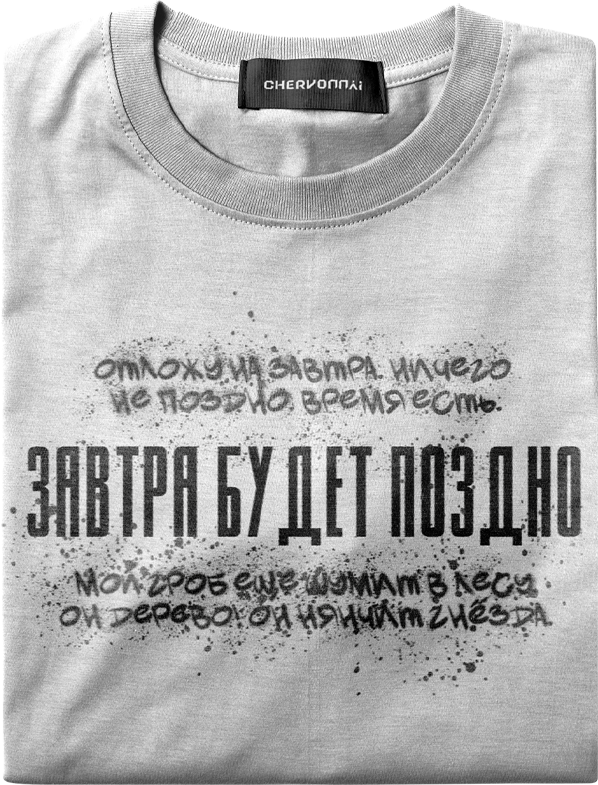 CHERVONNYI
ОТЛОЖУ НА ЗАВТРА. НИЧЕГО
НЕ ПОЗДНО. ВРЕМЯ ЕСТЬ.
ЗАВТРА БУДЕТ ПОЗДНО
МОЙ ГРОБ ЕЩЕ ШУМИТ В ЛЕСУ
ОН ДЕРЕВО. ОН НЯНЧИТ ГНЁЗДА.